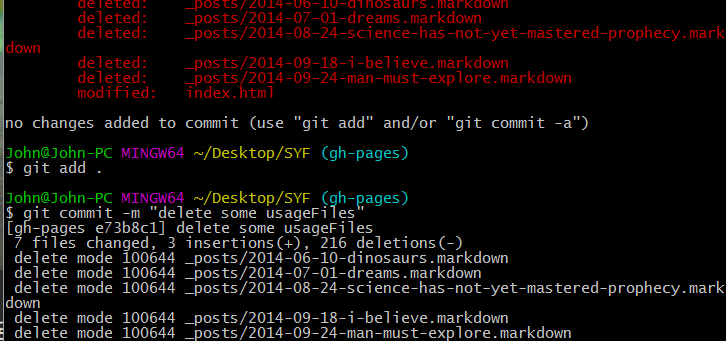 deleted: _posts/2014-06-10-dinosaurs.markdown
deleted: _posts/2014-07-01-dreams.markdown
deleted: _posts/2014-08-24-science-has-not-yet-mastered-prophecy.mark
down
deleted: _posts/2014-09-18-i-believe.markdown
deleted: _posts/2014-09-24-man-must-explore.markdown
modified: index.html
no changes added to commit (use "git add" and/or "git commit -a")
John@John-PC MINGW64 ~/Desktop/SYF (gh-pages)
$ git add .
John@John-PC MINGW64 ~/Desktop/SYF (gh-pages)
$ git commit -m "delete some usageFiles"
[gh-pages e73b8c1] delete some usageFiles
7 files changed, 3 insertions(+), 216 deletions(-)
delete mode 100644 _posts/2014-06-10-dinosaurs.markdown
delete mode 100644 _posts/2014-07-01-dreams.markdown
delete mode 100644 _posts/2014-08-24-science-has-not-yet-mastered-prophecy.mark
down
delete mode 100644 _posts/2014-09-18-i-believe.markdown
delete mode 100644 _posts/2014-09-24-man-must-explore.markdown